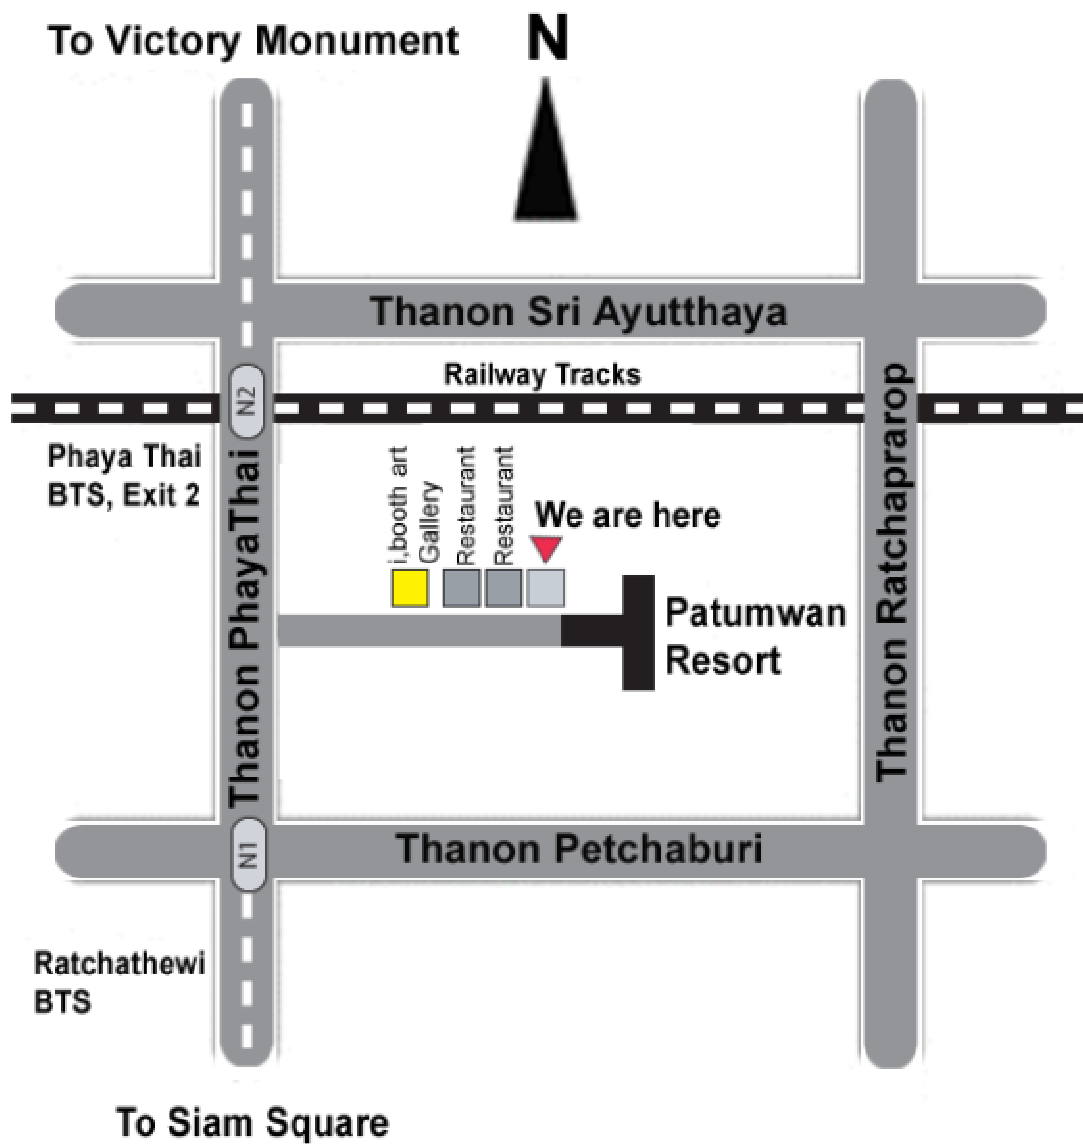 To Victory Monument
N
Thanon Sri Ayutthaya
Railway Tracks
N2
Phaya Thai
BTS, Exit 2
Thanon PhayaThai
i,booth art
Gallery
Restaurant
Restaurant
We are here
Patumwan
Resort
Thanon Ratchaprarop
N1
Thanon Petchaburi
Ratchathewi
BTS
To Siam Square